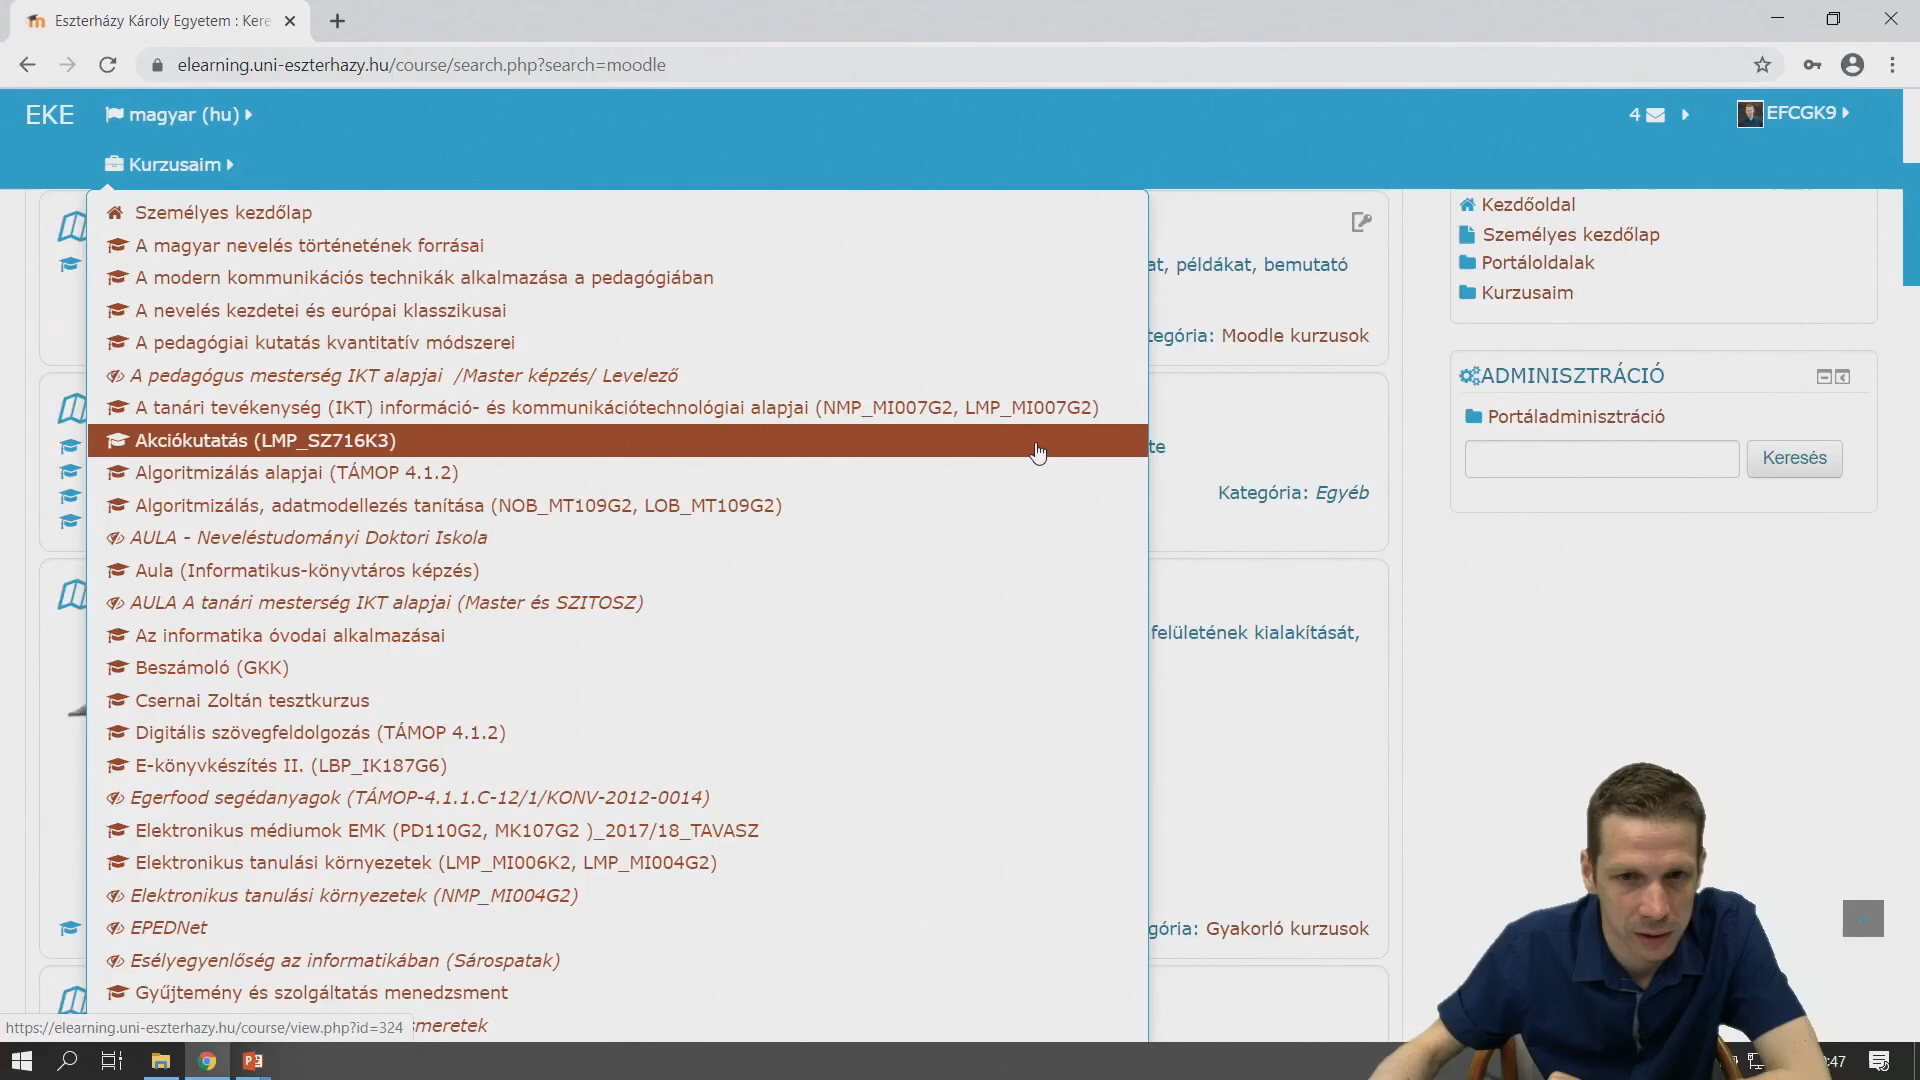 Eszterházy Károly Egyetem : Kere
elearning.uni-eszterhazy.hu/course/search.php?search=moodle
EKE
magyar (hu)
4
EFCGK9
Kurzusaim
Személyes kezdőlap
A magyar nevelés történetének forrásai
A modern kommunikációs technikák alkalmazása a pedagógiában
A nevelés kezdetei és európai klasszikusai
A pedagógiai kutatás kvantitatív módszerei
A pedagógus mesterség IKT alapjai /Master képzés/ Levelező
A tanári tevékenység (IKT) információ- és kommunikációtechnológiai alapjai (NMP_MI007G2, LMP_MI007G2)
Akciókutatás (LMP_SZ716K3)
Algoritmizálás alapjai (TÁMOP 4.1.2)
Algoritmizálás, adatmodellezés tanítása (NOB_MT109G2, LOB_MT109G2)
AULA - Neveléstudományi Doktori Iskola
Aula (Informatikus-könyvtáros képzés)
AULA A tanári mesterség IKT alapjai (Master és SZITOSZ)
Az informatika óvodai alkalmazásai
Beszámoló (GKK)
Csernai Zoltán tesztkurzus
Digitális szövegfeldolgozás (TÁMOP 4.1.2)
E-könyvkészítés II. (LBP_IK187G6)
Egerfood segédanyagok (TÁMOP-4.1.1.C-12/1/KONV-2012-0014)
Elektronikus médiumok EMK (PD110G2, MK107G2 )_2017/18_TAVASZ
Elektronikus tanulási környezetek (LMP_MI006K2, LMP_MI004G2)
Elektronikus tanulási környezetek (NMP_MI004G2)
EPEDNet
Esélyegyenlőség az informatikában (Sárospatak)
Gyűjtemény és szolgáltatás menedzsment
smeretek
at, példákat, bemutató
tegória: Moodle kurzusok
te
Kategória: Egyéb
felületének kialakítását,
gória: Gyakorló kurzusok
Kezdőoldal
Személyes kezdőlap
Portáloldalak
Kurzusaim
ADMINISZTRÁCIÓ
Portáladminisztráció
Keresés
https://elearning.uni-eszterhazy.hu/course/view.php?id=324
:47